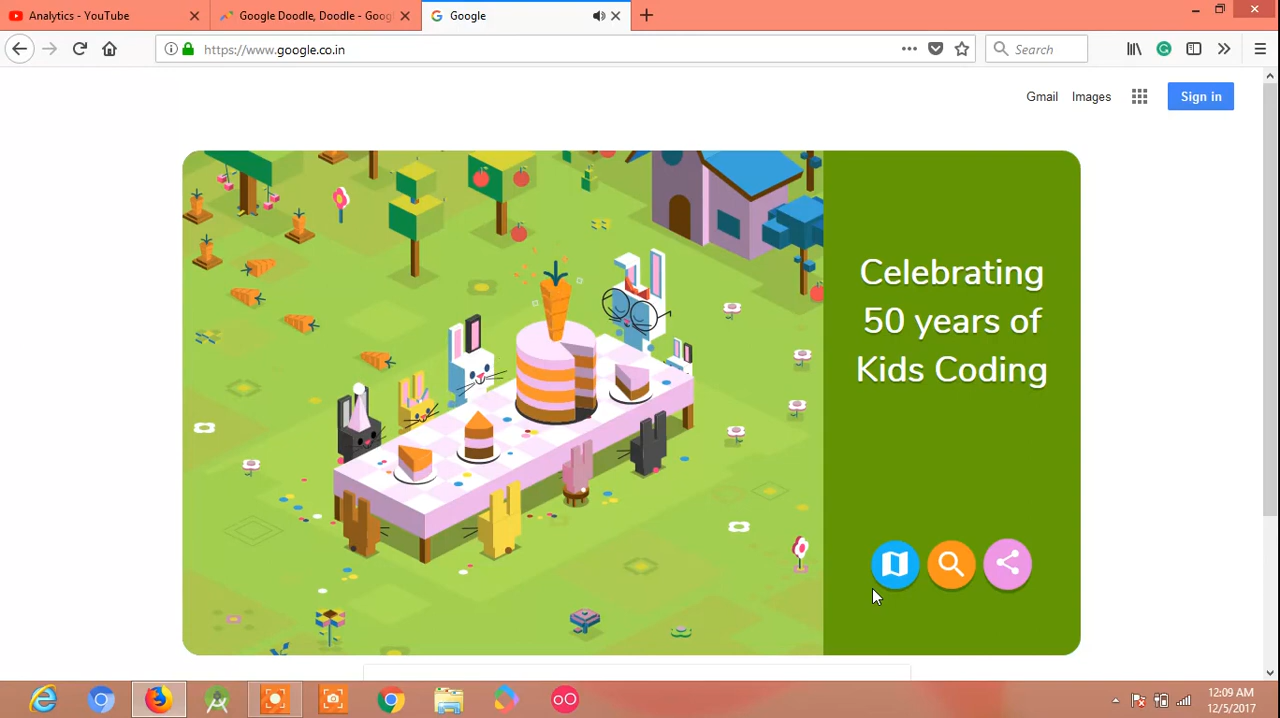 Analytics - YouTube
Google Doodle, Doodle - Goog
Google
https://www.google.co.in
Search
Gmail
Images
Sign in
Celebrating
50 years of
Kids Coding
12:09 AM
12/5/2017